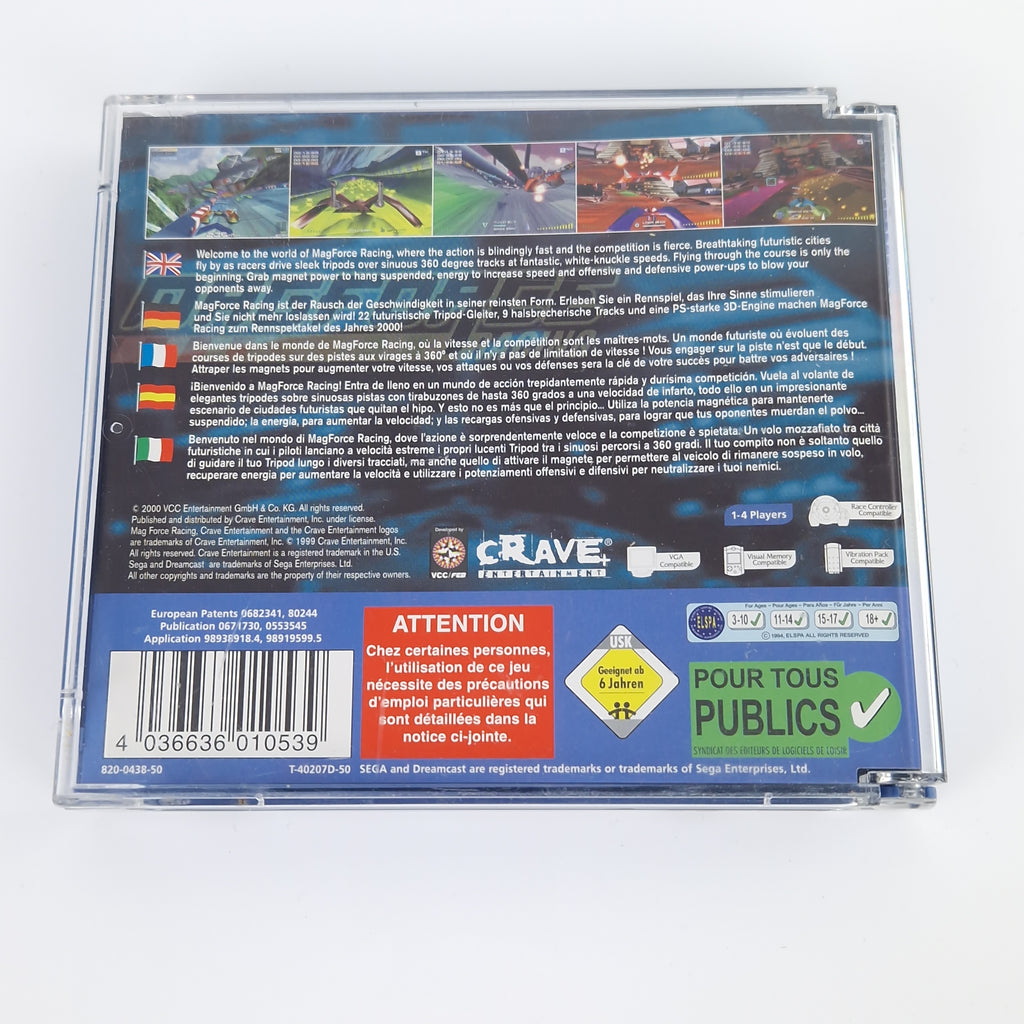 Welcome to the world of MagForce Racing, where the action is blindingly fast and the competition is fierce. Breathtaking futuristic cities
fly by as racers drive sleek tripods over sinuous 360 degree tracks at fantastic, white-knuckle speeds. Flying through the course is only the
beginning. Grab magnet power to hang suspended, energy to increase speed and offensive and defensive power-ups to blow your
opponents away.
MagForce Racing ist der Rausch der Geschwindigkeit in seiner reinsten Form. Erleben Sie ein Rennspiel, das Ihre Sinne stimulieren
und Sie nicht mehr loslassen wird! 22 futuristische Tripod-Gleiter, 9 halsbrecherische Tracks und eine PS-starke 3D-Engine machen MagForce
Racing zum Rennspektakel des Jahres 2000!
Bienvenue dans le monde de MagForce Racing, où la vitesse et la compétition sont les maîtres-mots. Un monde futuriste où évoluent des
courses de tripodes sur des pistes aux virages à 360° et où il n'y a pas de limitation de vitesse ! Vous engager sur la piste n'est que le début.
Attraper les magnets pour augmenter votre vitesse, vos attaques ou vos défenses sera la clé de votre succès pour battre vos adversaires !
¡Bienvenido a MagForce Racing! Entra de lleno en un mundo de acción trepidantemente rápida y durísima competición. Vuela al volante de
elegantes trípodes sobre sinuosas pistas con tirabuzones de hasta 360 grados a una velocidad de infarto, todo ello en un impresionante
escenario de ciudades futuristas que quitan el hipo. Y esto no es más que el principio... Utiliza la potencia magnética para mantenerte
suspendido; la energía, para aumentar la velocidad; y las recargas ofensivas y defensivas, para lograr que tus oponentes muerdan el polvo...
Benvenuto nel mondo di MagForce Racing, dove l'azione è sorprendentemente veloce e la competizione è spietata. Un volo mozzafiato tra città
futuristiche in cui i piloti lanciano a velocità estreme i propri lucenti Tripod tra i sinuosi percorsi a 360 gradi. Il tuo compito non è soltanto quello
di guidare il tuo Tripod lungo i diversi tracciati, ma anche quello di attivare il magnete per permettere al veicolo di rimanere sospeso in volo,
recuperare energia per aumentare la velocità e utilizzare i potenziamenti offensivi e difensivi per neutralizzare i tuoi nemici.
© 2000 VCC Entertainment GmbH & Co. KG. All rights reserved.
Published and distributed by Crave Entertainment, Inc. under license.
Mag Force Racing, Crave Entertainment and the Crave Entertainment logos
are trademarks of Crave Entertainment, Inc. © 1999 Crave Entertainment, Inc.
All rights reserved. Crave Entertainment is a registered trademark in the U.S.
Sega and Dreamcast are trademarks of Sega Enterprises, Ltd.
All other copyrights and trademarks are the property of their respective owners.
Developed by
VCC/FEB
CRAVE®
ENTERTAINMENT
1-4 Players
Race Controller
Compatible
VGA
Compatible
Visual Memory
Compatible
Vibration Pack
Compatible
European Patents 0682341, 80244
Publication 0671730, 0553545
Application 98938918.4, 98919599.5
4 036636 010539
820-0438-50
T-40207D-50
ATTENTION
Chez certaines personnes,
l'utilisation de ce jeu
nécessite des précautions
d'emploi particulières qui
sont détaillées dans la
notice ci-jointe.
USK
Geeignet ab
6 Jahren
ELSPA
For Ages – Pour Ages – Para Años – Für Jahre – Per Anni
3-10 11-14 15-17 18+
© 1994, ELSPA ALL RIGHTS RESERVED
POUR TOUS
PUBLICS
SYNDICAT DES EDITEURS DE LOGICIELS DE LOISIR
SEGA and Dreamcast are registered trademarks or trademarks of Sega Enterprises, Ltd.